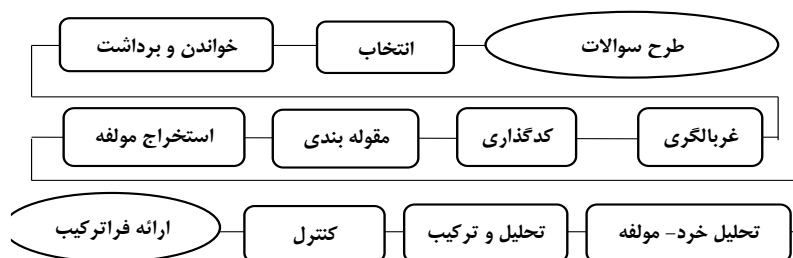 طرح سوالات
انتخاب
خواندن و برداشت
غربالگری
کدگذاری
مقوله بندی
استخراج مولفه
تحلیل خرد- مولفه
تحلیل و ترکیب
کنترل
ارائه فراترکیب